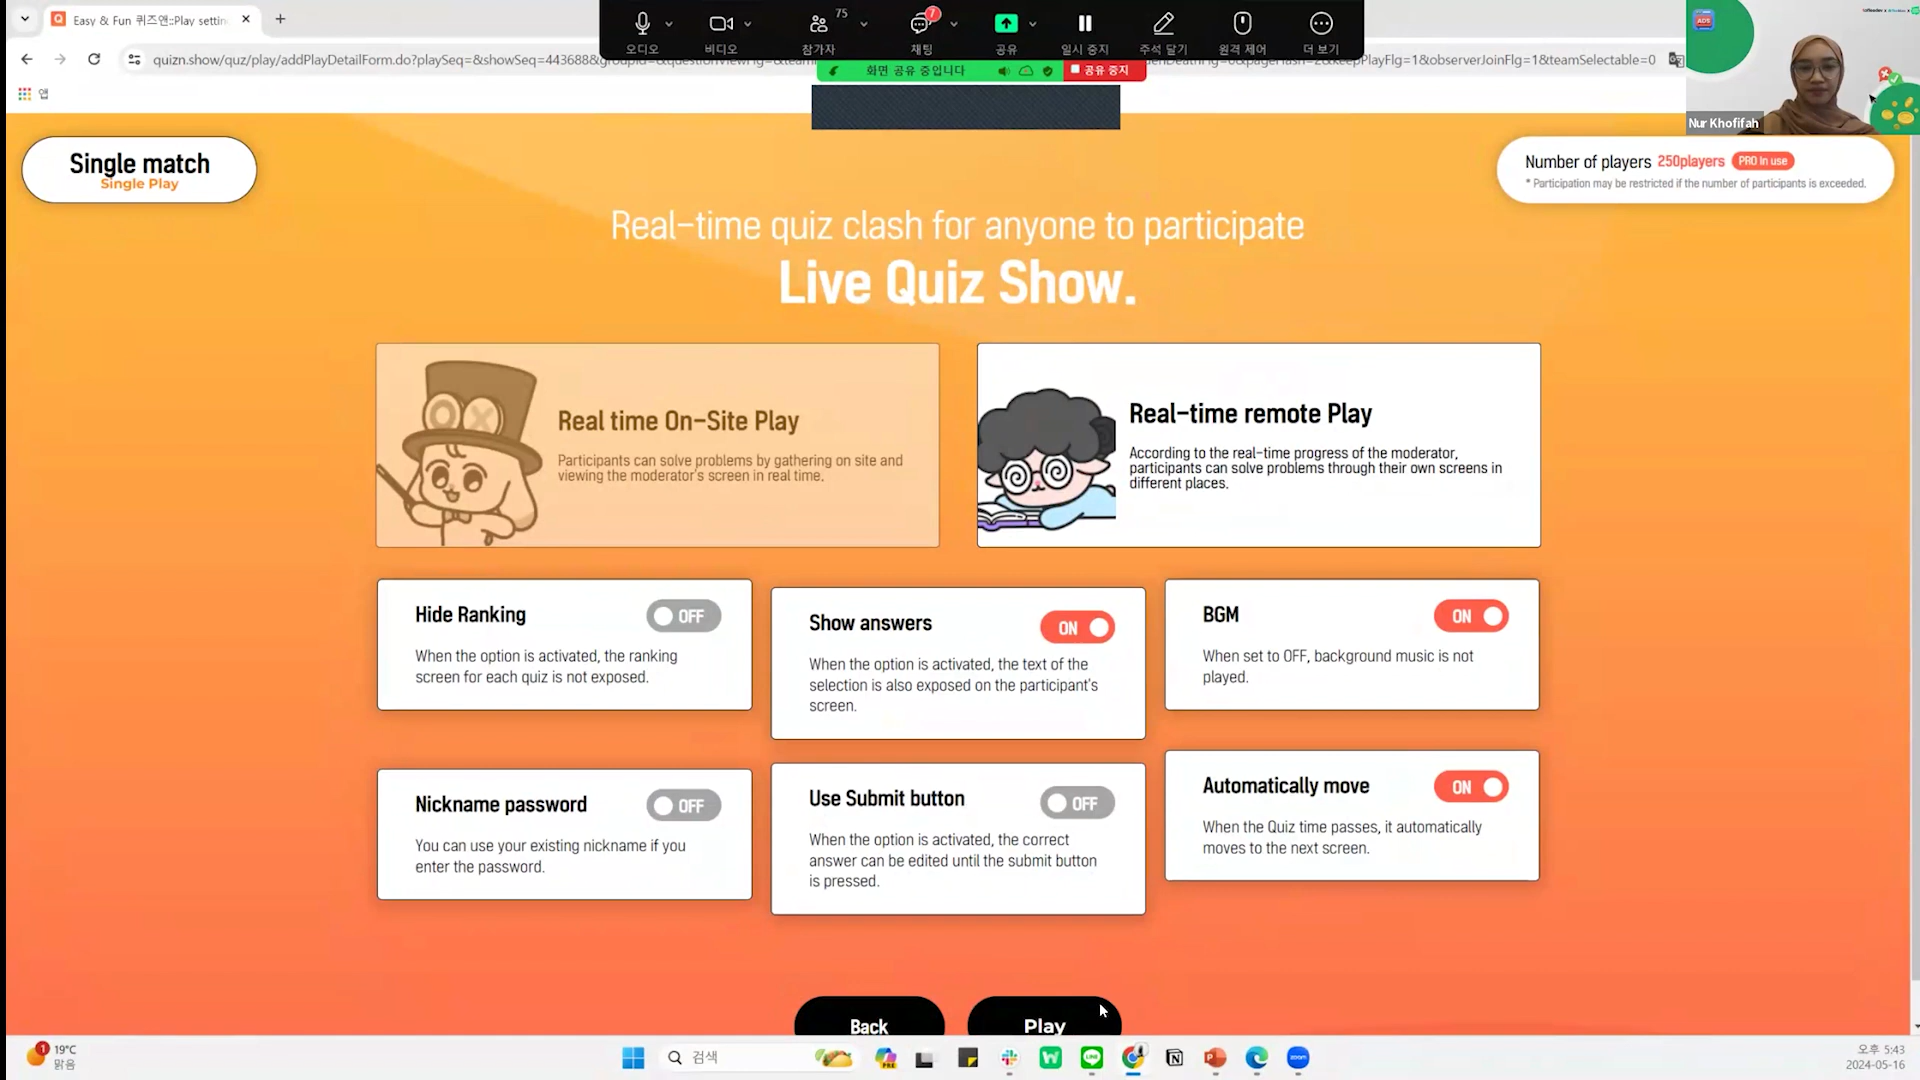 Easy & Fun 퀴즈앤::Play settin
75
7
오디오
비디오
참가자
채팅
공유
일시 중지
주석 달기
원격 제어
더 보기
quizn.show/quz/play/addPlayDetailForm.do?playSeq=&showSeq=443688&
=2&keepPlayFlg=1&observerJoinFlg=1&teamSelectable=0
화면 공유 중입니다
공유 중지
앱
ADS
Nur Khofifah
Single match
Single Play
Number of players 250players PRO In use
* Participation may be restricted if the number of participants is exceeded.
Real-time quiz clash for anyone to participate
Live Quiz Show.
OX
Real time On-Site Play
Participants can solve problems by gathering on site and
viewing the moderator's screen in real time.
Real-time remote Play
According to the real-time progress of the moderator,
participants can solve problems through their own screens in
different places.
Hide Ranking
OFF
When the option is activated, the ranking
screen for each quiz is not exposed.
Show answers
ON
When the option is activated, the text of the
selection is also exposed on the participant's
screen.
BGM
ON
When set to OFF, background music is not
played.
Nickname password
OFF
You can use your existing nickname if you
enter the password.
Use Submit button
OFF
When the option is activated, the correct
answer can be edited until the submit button
is pressed.
Automatically move
ON
When the Quiz time passes, it automatically
moves to the next screen.
Back
Play
1
19°C
맑음
검색
PRE
W
LINE
N
P
zoom
오후 5:43
2024-05-16